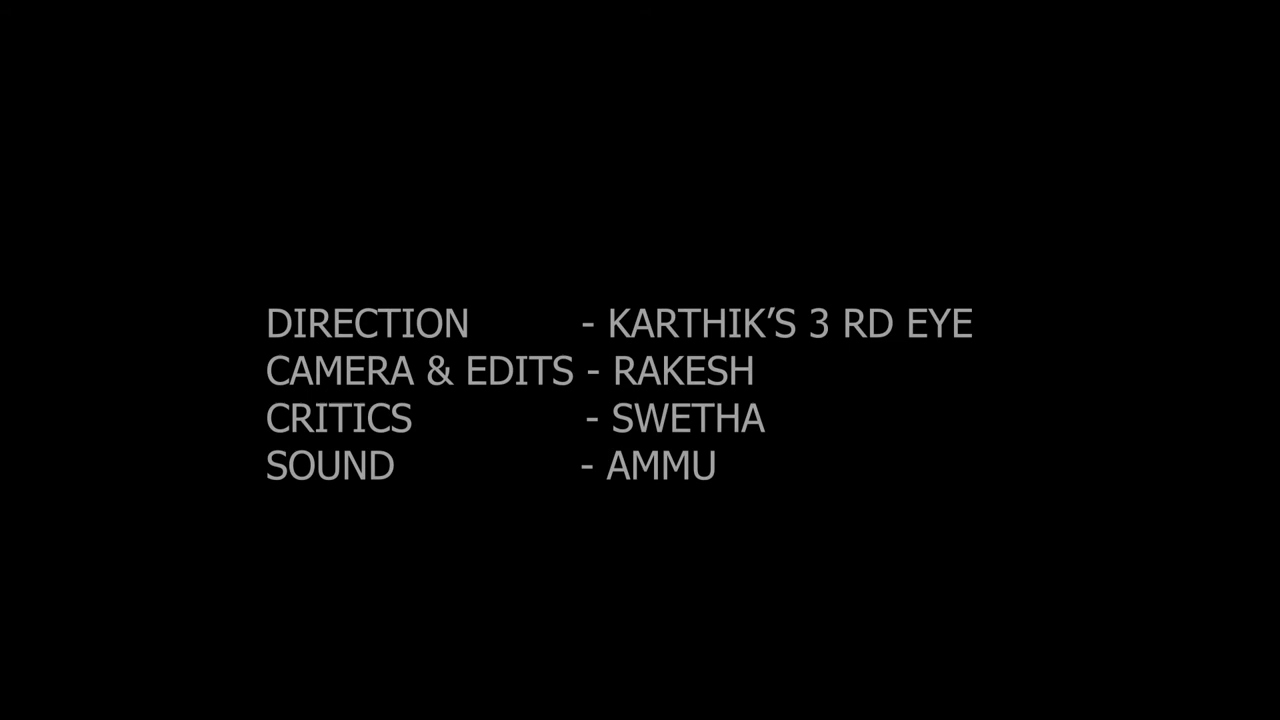 DIRECTION - KARTHIK’S 3 RD EYE
CAMERA & EDITS - RAKESH
CRITICS - SWETHA
SOUND - AMMU